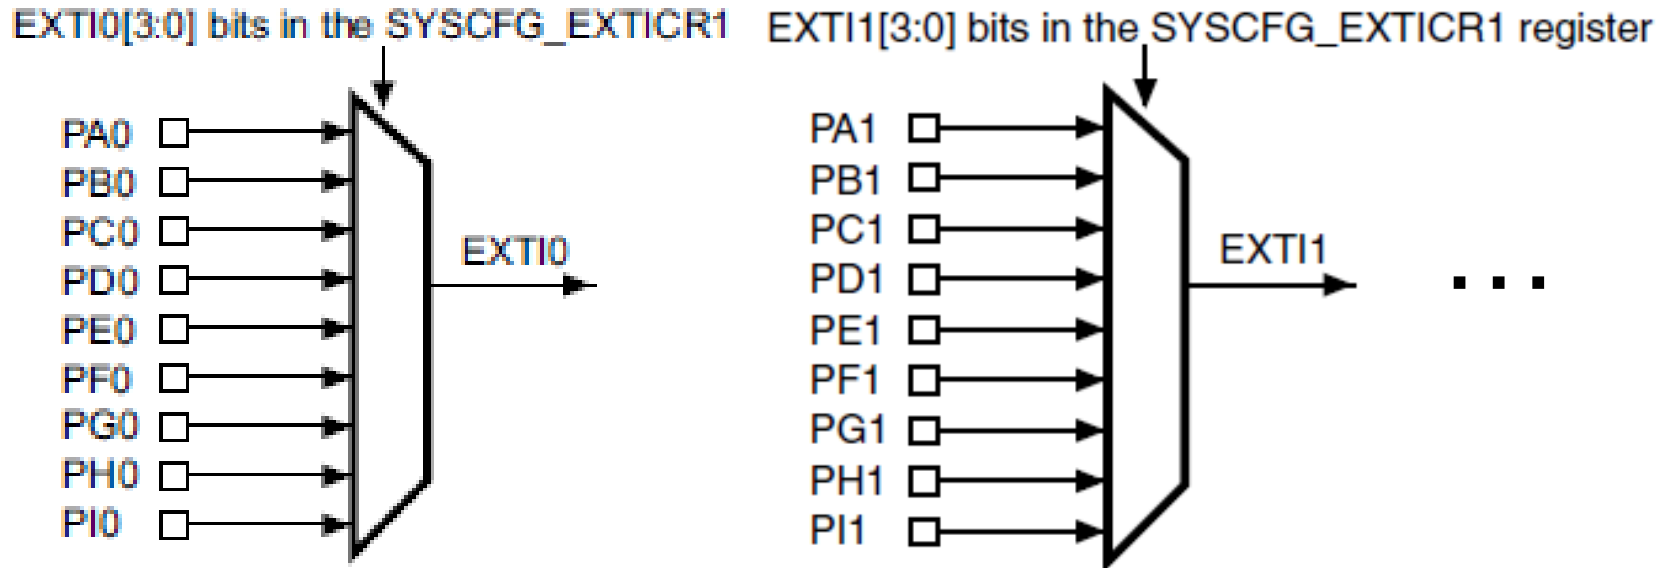 EXTI0[3:0] bits in the SYSCFG_EXTICR1
PA0
PB0
PC0
PD0
PE0
PF0
PG0
PH0
PI0
EXTI0
EXTI1[3:0] bits in the SYSCFG_EXTICR1 register
PA1
PB1
PC1
PD1
PE1
PF1
PG1
PH1
PI1
EXTI1
. . .